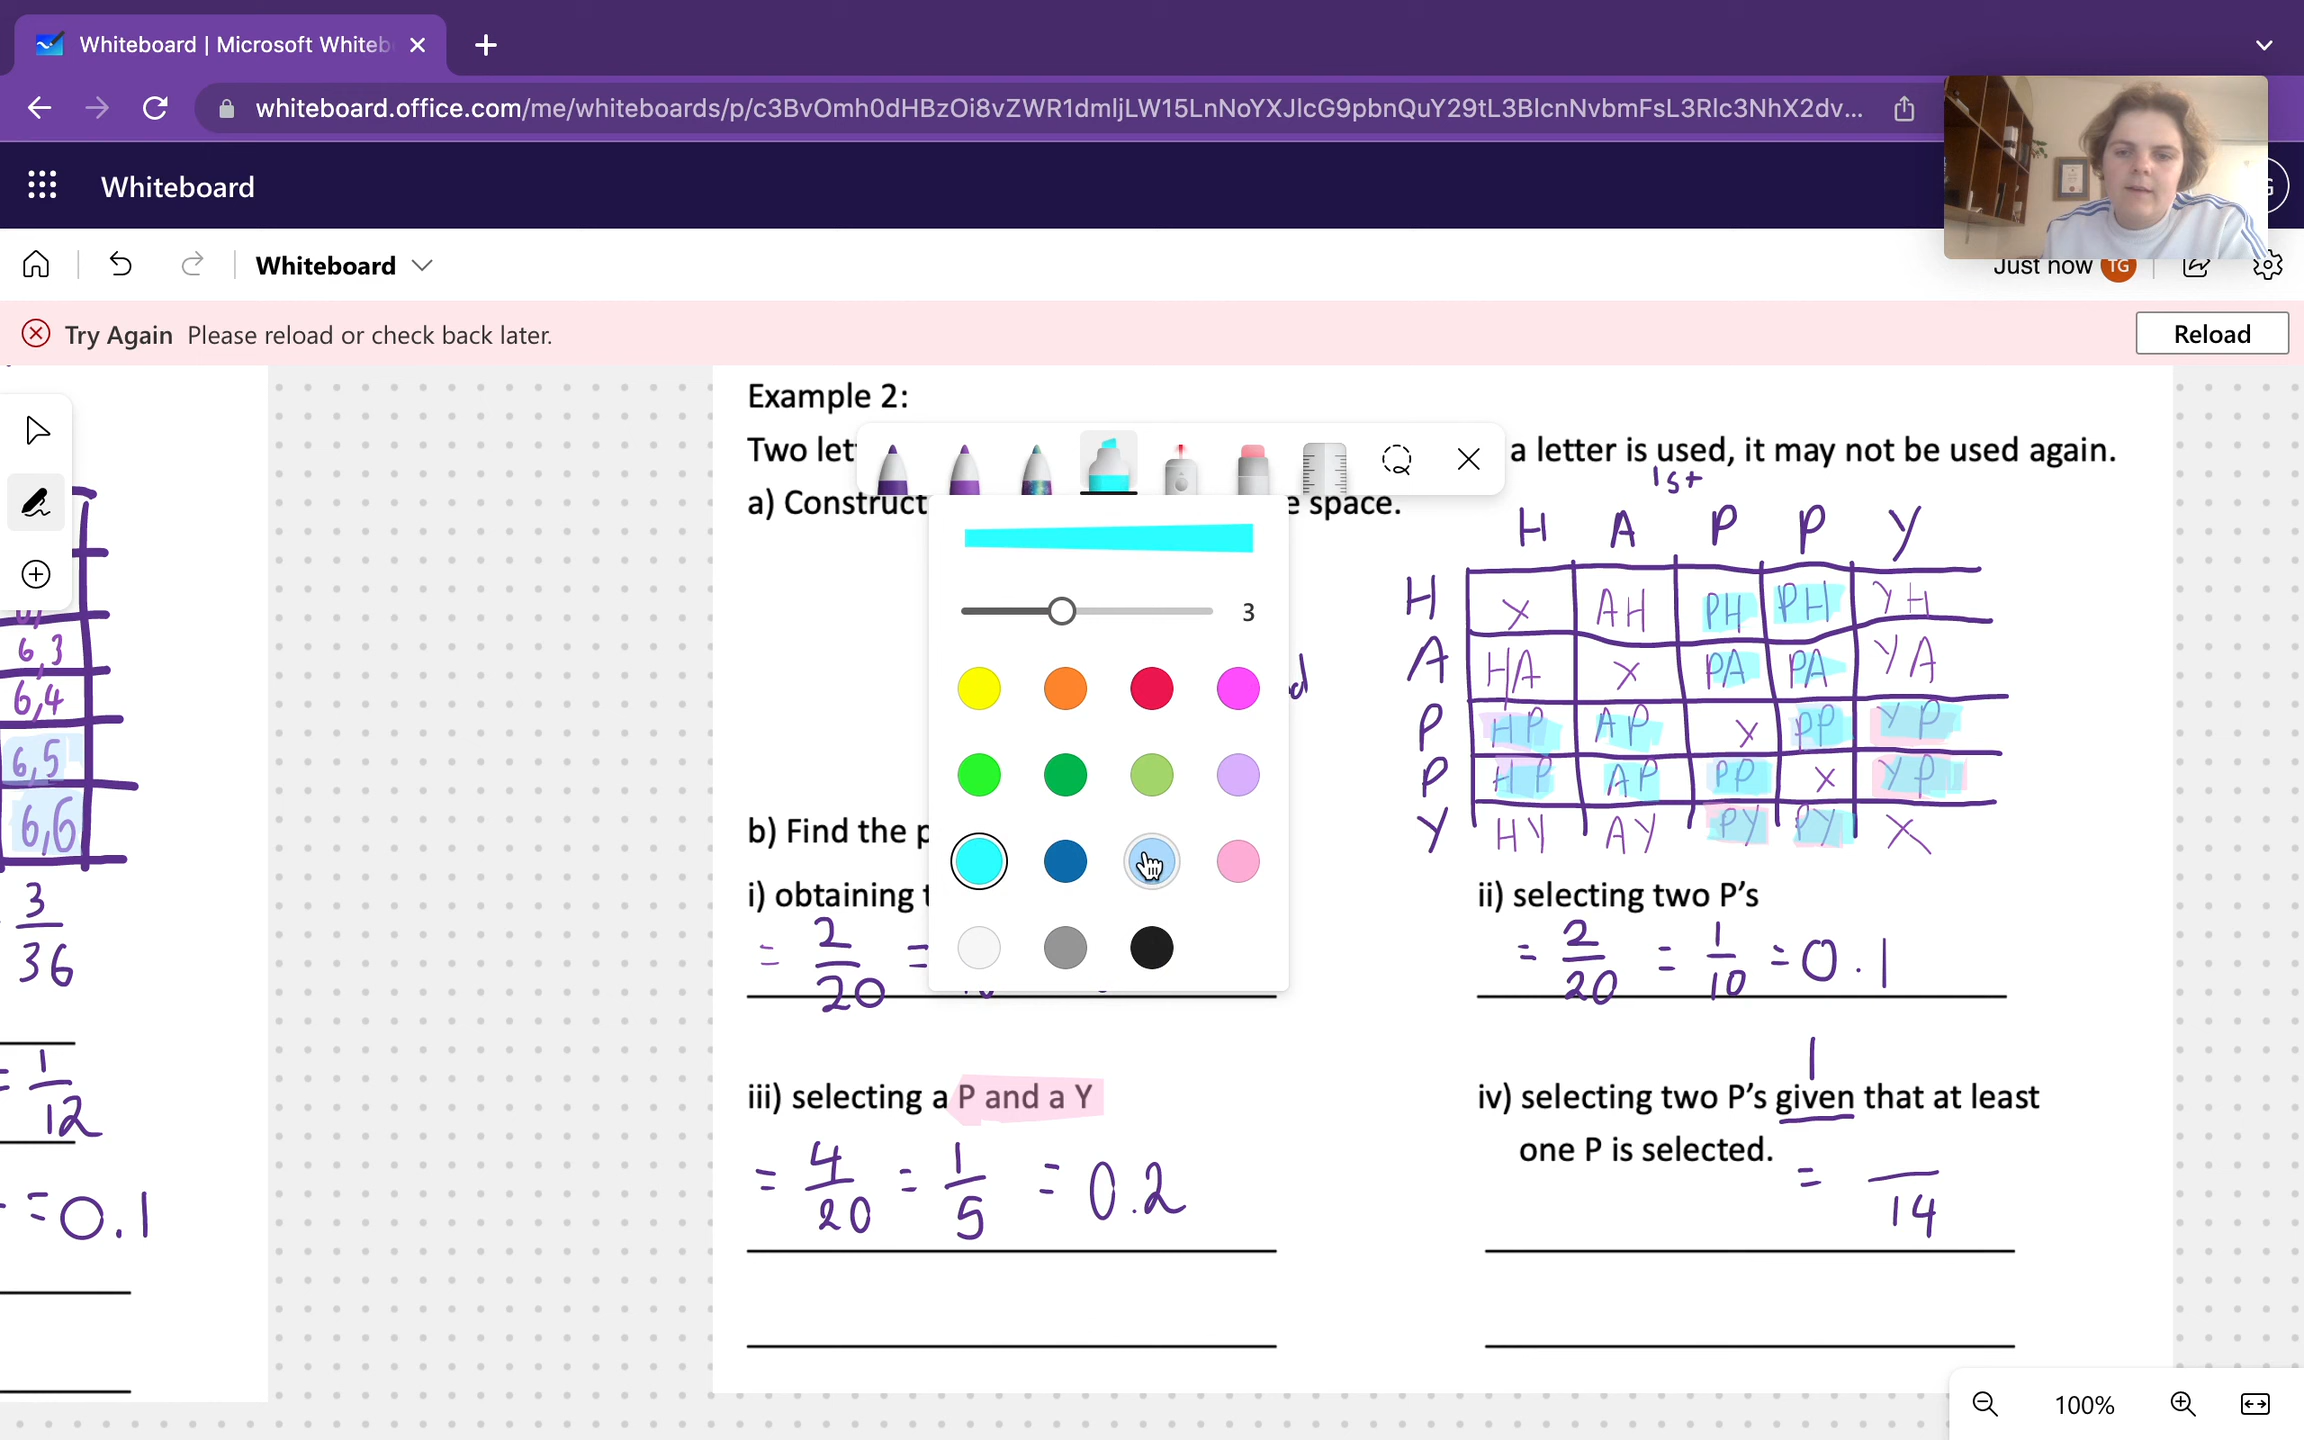 Whiteboard | Microsoft Whiteb
whiteboard.office.com/me/whiteboards/p/c3BvOmh0dHBzOi8vZWR1dmljLW15LnNoYXJlcG9pbnQuY29tL3BlcnNvbmFsL3Rlc3NhX2dv...
Whiteboard
Whiteboard
Just now TG
Try Again Please reload or check back later.
Reload
Example 2:
Two let a letter is used, it may not be used again.
a) Construct e space.
1st
H A P P Y
H X AH PH PH YH
A HA X PA PA YA
P HP AP X PP YP
P HP AP PP X YP
Y HY AY PY PY X
3
6,3
6,4
6,5
6,6
3
36
= 1
12
= 0.1
b) Find the p
i) obtaining t
= 2 =
20
ii) selecting two P's
= 2 = 1 = 0.1
20 10
iii) selecting a P and a Y
= 4 = 1 = 0.2
20 5
1
iv) selecting two P's given that at least
one P is selected.
=
14
100%